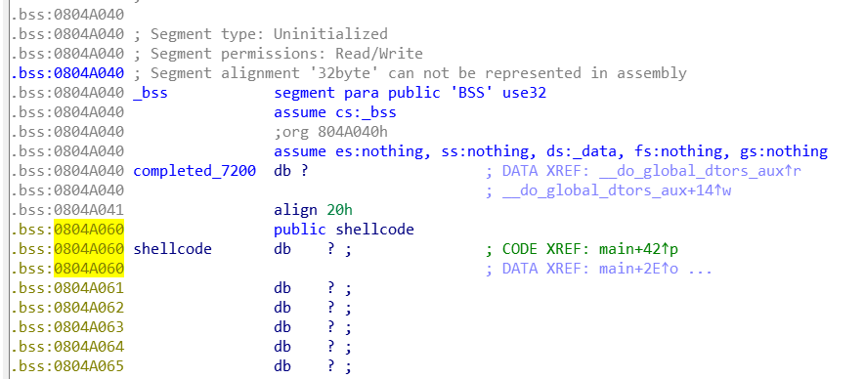 .bss:0804A040
.bss:0804A040 ; Segment type: Uninitialized
.bss:0804A040 ; Segment permissions: Read/Write
.bss:0804A040 ; Segment alignment '32byte' can not be represented in assembly
.bss:0804A040 _bss segment para public 'BSS' use32
.bss:0804A040 assume cs:_bss
.bss:0804A040 ;org 804A040h
.bss:0804A040 assume es:nothing, ss:nothing, ds:_data, fs:nothing, gs:nothing
.bss:0804A040 completed_7200 db ? ; DATA XREF: __do_global_dtors_aux↑r
.bss:0804A040 ; __do_global_dtors_aux+14↑w
.bss:0804A041 align 20h
.bss:0804A060 public shellcode
.bss:0804A060 shellcode db ? ; ; CODE XREF: main+42↑p
.bss:0804A060 ; DATA XREF: main+2E↑o ...
.bss:0804A061 db ? ;
.bss:0804A062 db ? ;
.bss:0804A063 db ? ;
.bss:0804A064 db ? ;
.bss:0804A065 db ? ;